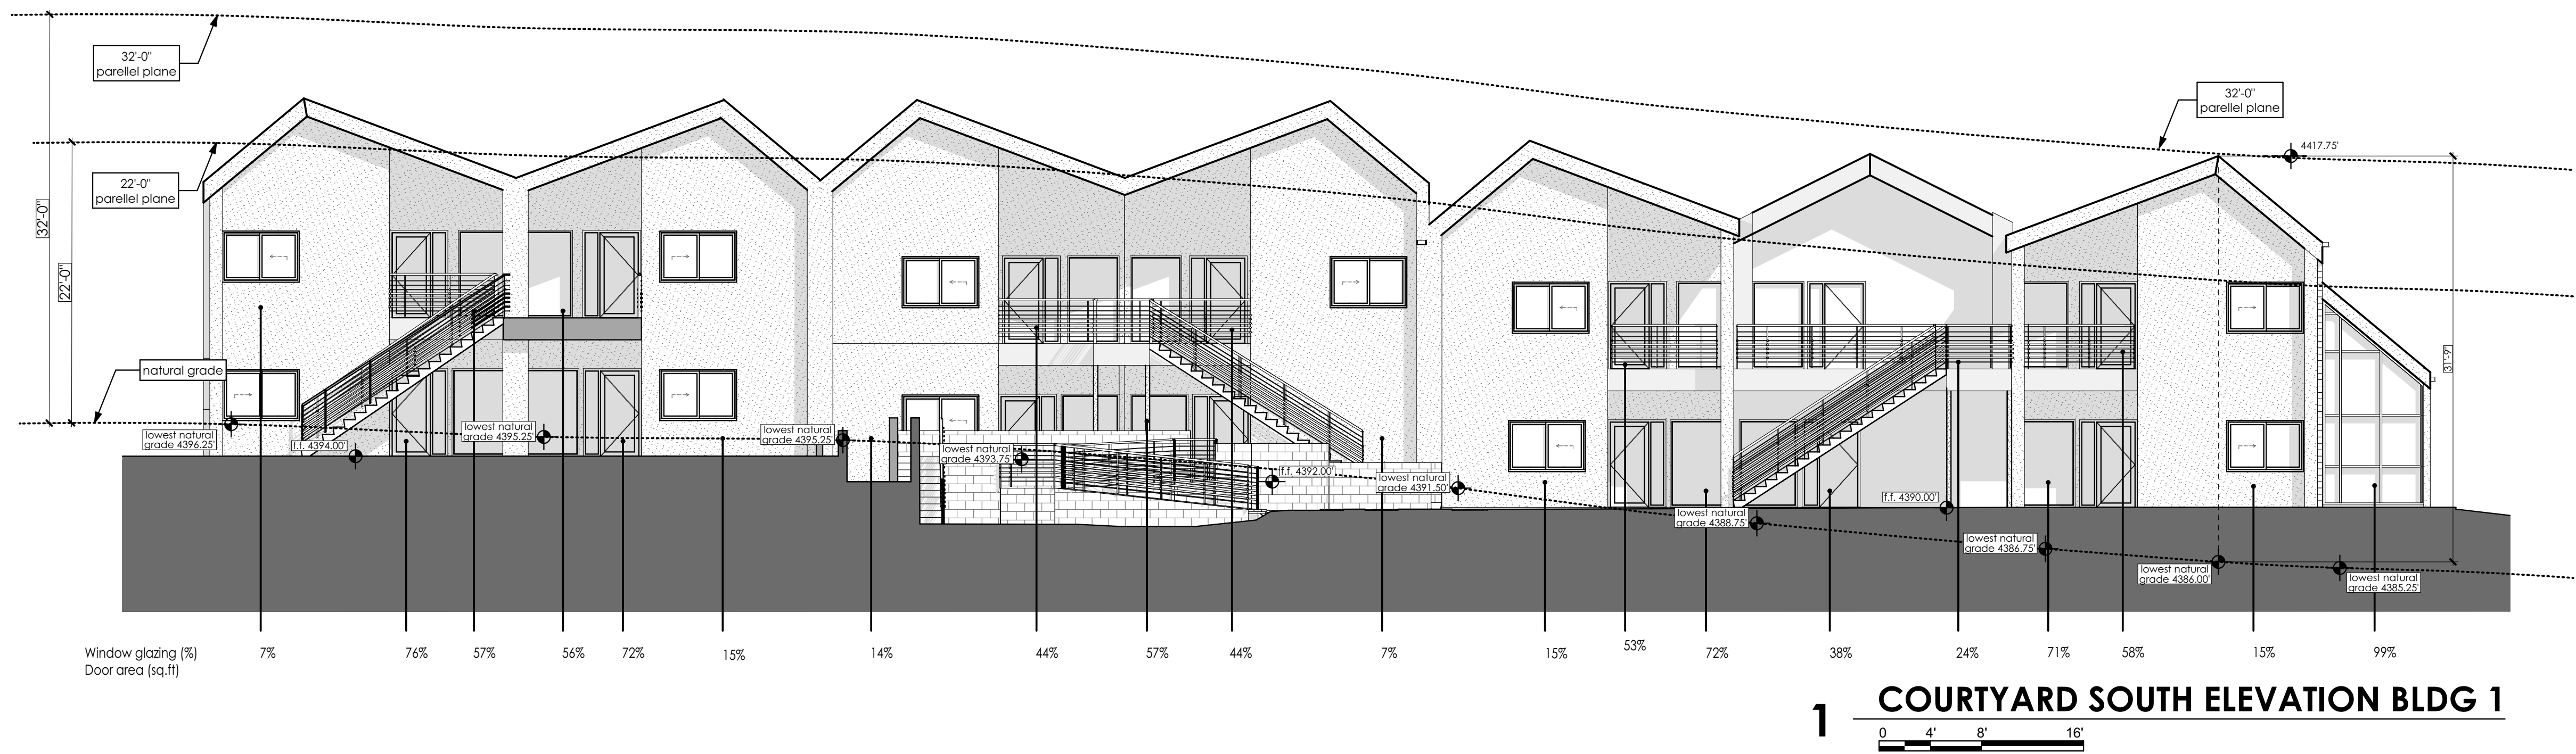 32'-0"
parellel plane
32'-0"
parellel plane
4417.75'
22'-0"
parellel plane
32'-0"
22'-0"
31'-9"
natural grade
lowest natural
grade 4396.25'
f.f. 4394.00'
lowest natural
grade 4395.25'
lowest natural
grade 4395.25'
lowest natural
grade 4393.75'
f.f. 4392.00'
lowest natural
grade 4391.50'
lowest natural
grade 4388.75'
f.f. 4390.00'
lowest natural
grade 4386.75'
lowest natural
grade 4386.00'
lowest natural
grade 4385.25'
Window glazing (%)
Door area (sq.ft)
7%
76%
57%
56%
72%
15%
14%
44%
57%
44%
7%
15%
53%
72%
38%
24%
71%
58%
15%
99%
1
COURTYARD SOUTH ELEVATION BLDG 1
0 4' 8' 16'